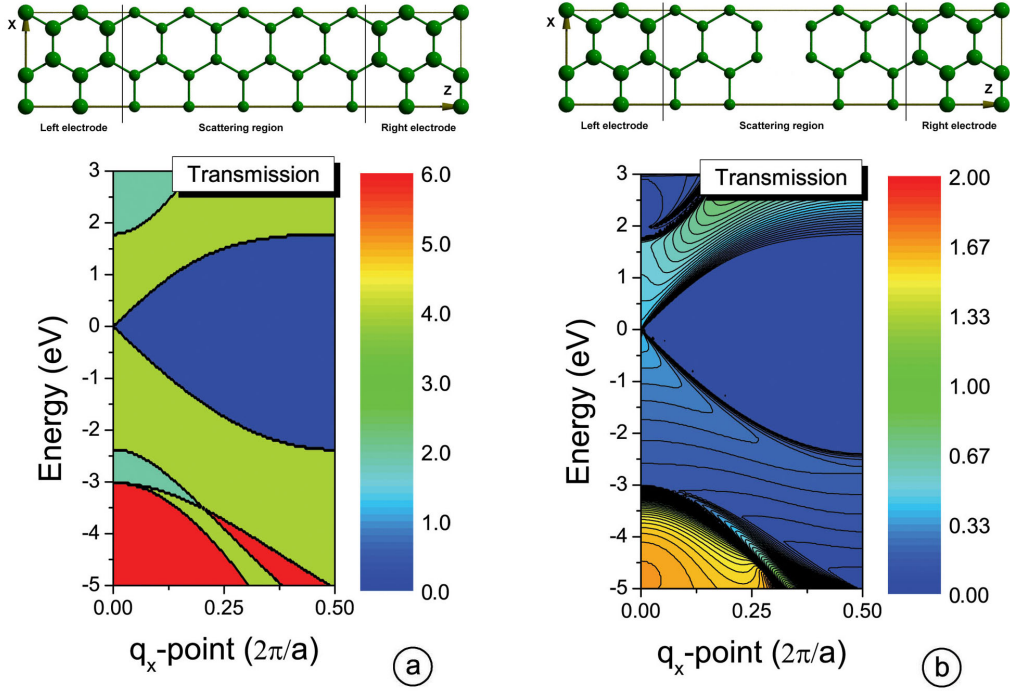 X
Z
Left electrode
Scattering region
Right electrode
Transmission
3
2
1
0
-1
-2
-3
-4
-5
Energy (eV)
0.00
0.25
0.50
qx-point (2π/a)
6.0
5.0
4.0
3.0
2.0
1.0
0.0
a
X
Z
Left electrode
Scattering region
Right electrode
Transmission
3
2
1
0
-1
-2
-3
-4
-5
Energy (eV)
0.00
0.25
0.50
qx-point (2π/a)
2.00
1.67
1.33
1.00
0.67
0.33
0.00
b